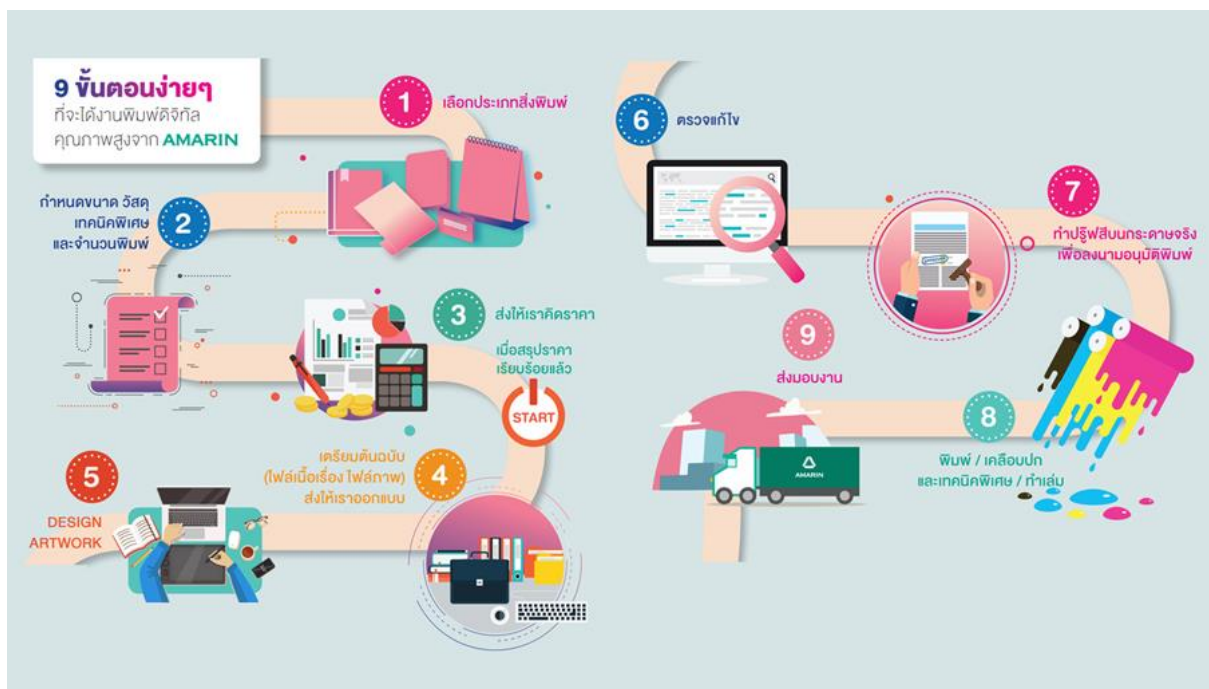 9 ขั้นตอนง่ายๆ
ที่จะได้งานพิมพ์ดิจิทัล
คุณภาพสูงจาก AMARIN
1
เลือกประเภทสิ่งพิมพ์
กำหนดขนาด วัสดุ
เทคนิคพิเศษ
และจำนวนพิมพ์
2
3
ส่งให้เราคิดราคา
เมื่อสรุปราคา
เรียบร้อยแล้ว
START
เตรียมต้นฉบับ
(ไฟล์เนื้อเรื่อง ไฟล์ภาพ)
ส่งให้เราออกแบบ
4
5
DESIGN
ARTWORK
6
ตรวจแก้ไข
7
ทำปรู๊ฟสีบนกระดาษจริง
เพื่อลงนามอนุมัติพิมพ์
8
พิมพ์ / เคลือบปก
และเทคนิคพิเศษ / ทำเล่ม
9
ส่งมอบงาน
AMARIN